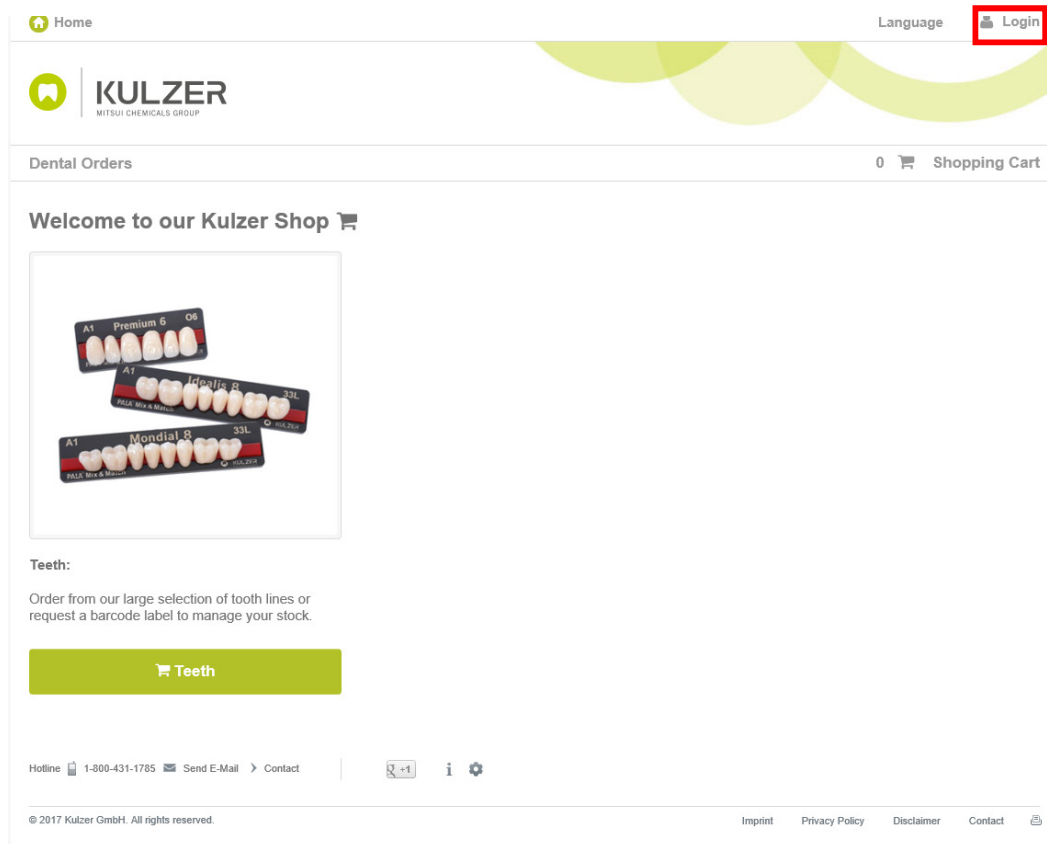 Home
Language
Login
KULZER
MITSUI CHEMICALS GROUP
Dental Orders
0
Shopping Cart
Welcome to our Kulzer Shop
A1 Premium 6 O6
A1 Idealis 8 33L
PALA Mix & Match
KULZER
A1 Mondial 8 33L
PALA Mix & Match
KULZER
Teeth:
Order from our large selection of tooth lines or
request a barcode label to manage your stock.
Teeth
Hotline 1-800-431-1785 Send E-Mail Contact
+1
© 2017 Kulzer GmbH. All rights reserved.
Imprint Privacy Policy Disclaimer Contact